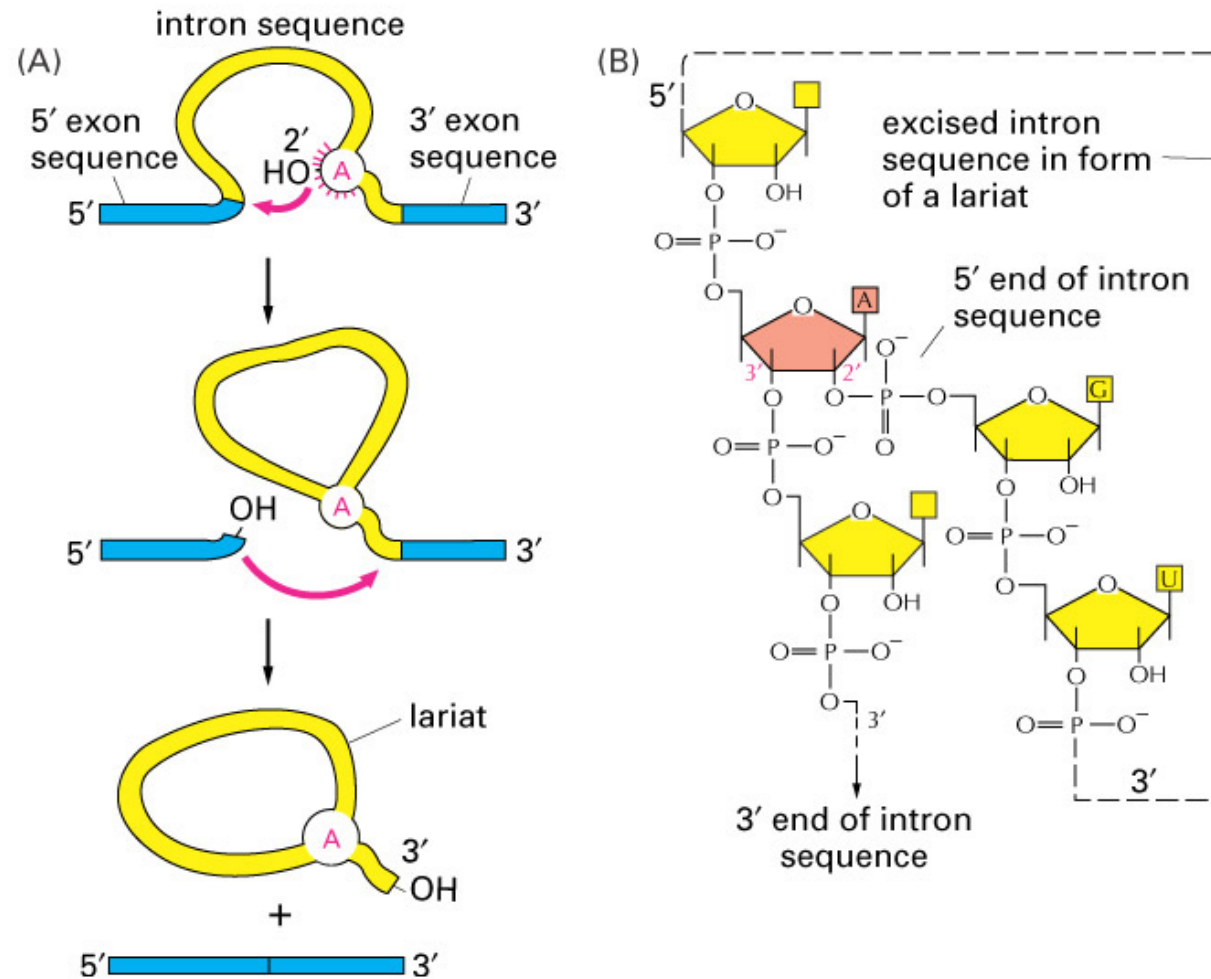 (A)
intron sequence
5′ exon
sequence
2′
HO
A
3′ exon
sequence
5′
3′
OH
A
5′
3′
lariat
A
3′
OH
+
5′
3′
(B)
5′
O
OH
O
O=P—O−
O
excised intron
sequence in form
of a lariat
5′ end of intron
sequence
O
A
3′
2′
O
O=P—O−
O
O−
O—P—O
O
O
G
OH
O
O=P—O−
O
O
OH
O
O=P—O−
O
3′
3′ end of intron
sequence
O
U
OH
O
O=P—O−
3′